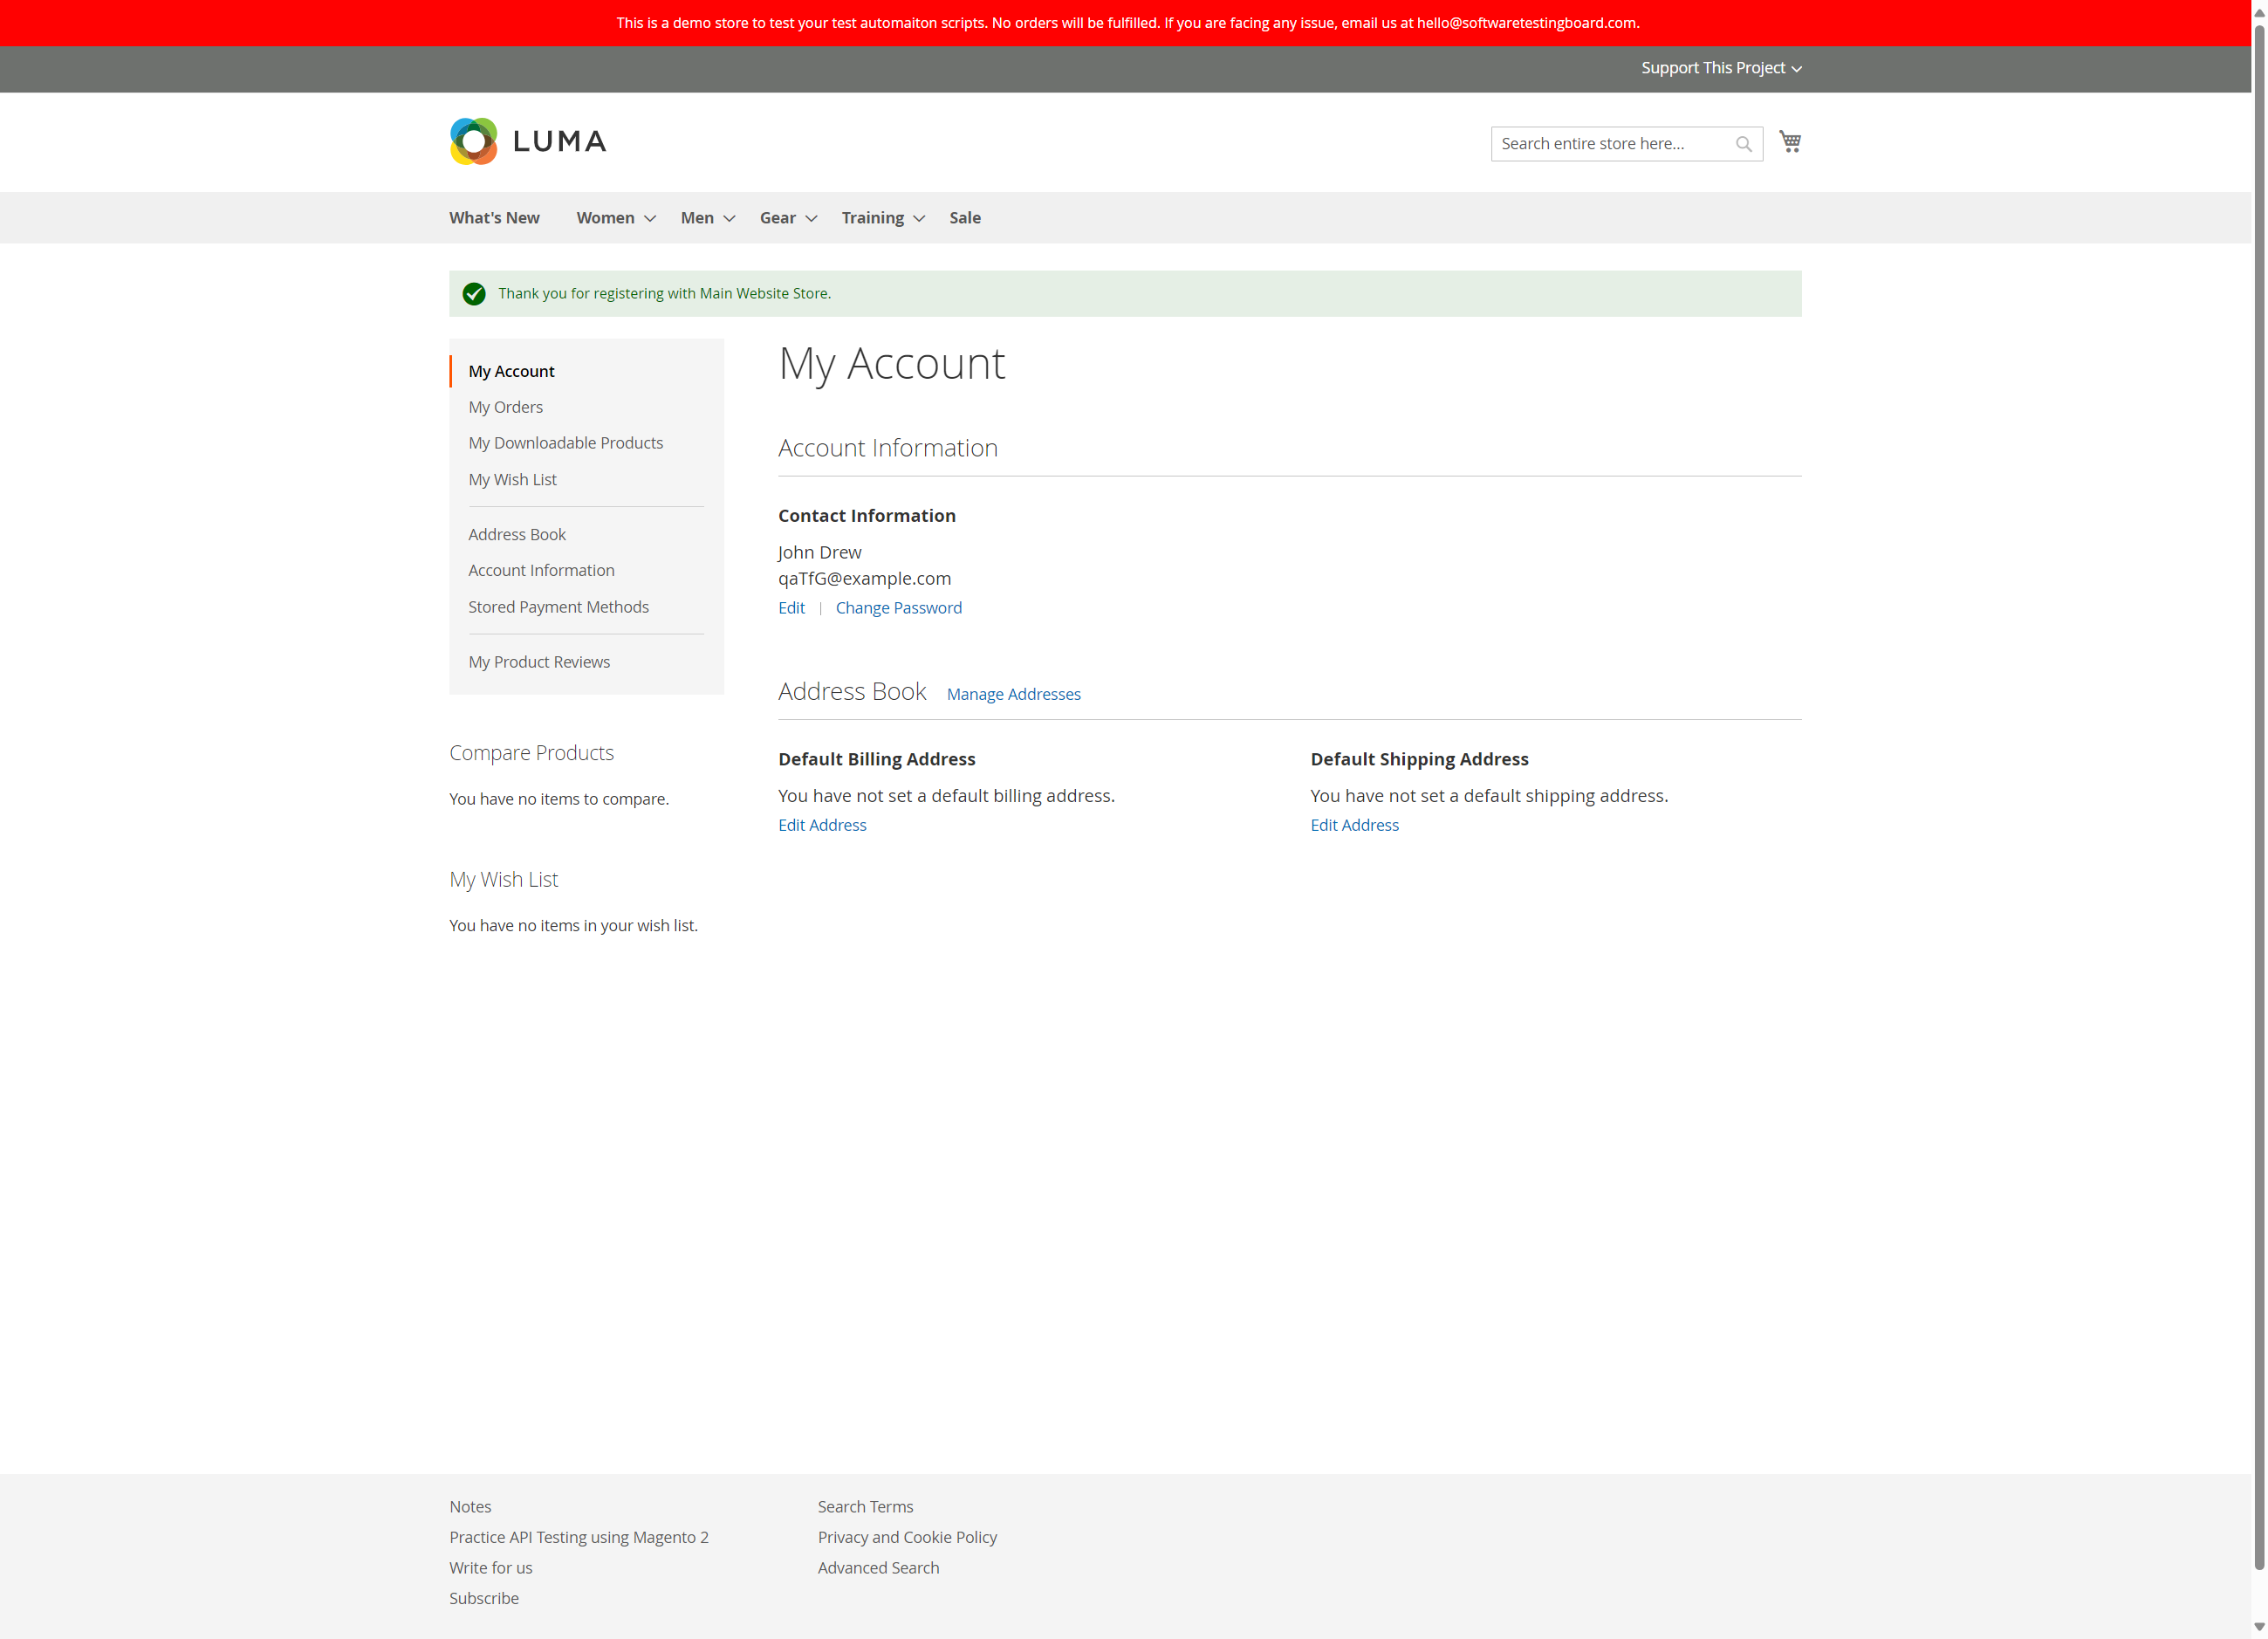 This is a demo store to test your test automaiton scripts. No orders will be fulfilled. If you are facing any issue, email us at hello@softwaretestingboard.com.
Support This Project
LUMA
Search entire store here...
What's New
Women
Men
Gear
Training
Sale
Thank you for registering with Main Website Store.
My Account
My Orders
My Downloadable Products
My Wish List
Address Book
Account Information
Stored Payment Methods
My Product Reviews
Compare Products
You have no items to compare.
My Wish List
You have no items in your wish list.
My Account
Account Information
Contact Information
John Drew
qaTfG@example.com
Edit | Change Password
Address Book Manage Addresses
Default Billing Address
You have not set a default billing address.
Edit Address
Default Shipping Address
You have not set a default shipping address.
Edit Address
Notes
Practice API Testing using Magento 2
Write for us
Subscribe
Search Terms
Privacy and Cookie Policy
Advanced Search